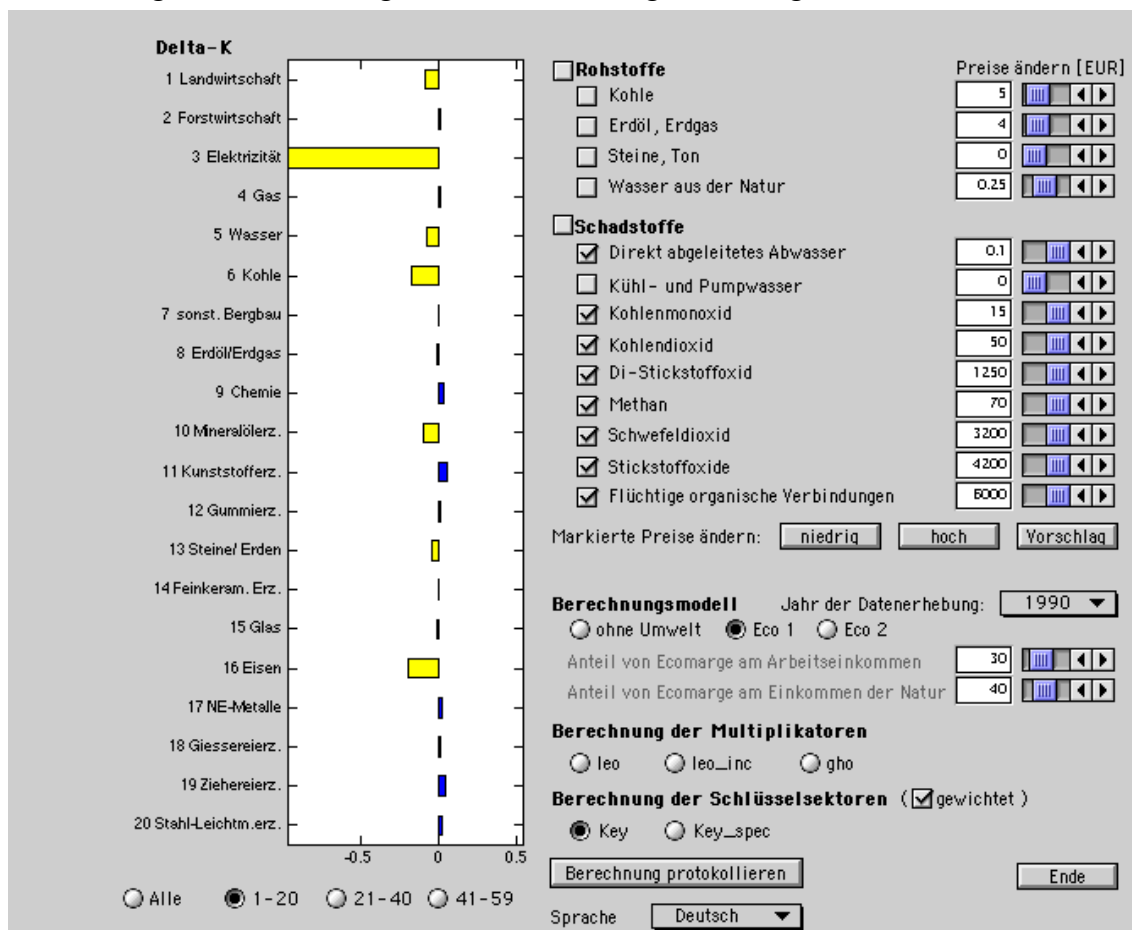 Delta-K
1 Landwirtschaft
2 Forstwirtschaft
3 Elektrizität
4 Gas
5 Wasser
6 Kohle
7 sonst. Bergbau
8 Erdöl/Erdgas
9 Chemie
10 Mineralölerz.
11 Kunststofferz.
12 Gummierz.
13 Steine/ Erden
14 Feinkeram. Erz.
15 Glas
16 Eisen
17 NE-Metalle
18 Giessereierz.
19 Ziehereierz.
20 Stahl-Leichtm.erz.
-0.5 0 0.5
Alle 1-20 21-40 41-59
Rohstoffe Preise ändern [EUR]
Kohle 5
Erdöl, Erdgas 4
Steine, Ton 0
Wasser aus der Natur 0.25
Schadstoffe
Direkt abgeleitetes Abwasser 0.1
Kühl- und Pumpwasser 0
Kohlenmonoxid 15
Kohlendioxid 50
Di-Stickstoffoxid 1250
Methan 70
Schwefeldioxid 3200
Stickstoffoxide 4200
Flüchtige organische Verbindungen 6000
Markierte Preise ändern: niedrig hoch Vorschlag
Berechnungsmodell Jahr der Datenerhebung: 1990
ohne Umwelt Eco 1 Eco 2
Anteil von Ecomarge am Arbeitseinkommen 30
Anteil von Ecomarge am Einkommen der Natur 40
Berechnung der Multiplikatoren
leo leo_inc gho
Berechnung der Schlüsselsektoren ( gewichtet )
Key Key_spec
Berechnung protokollieren Ende
Sprache Deutsch